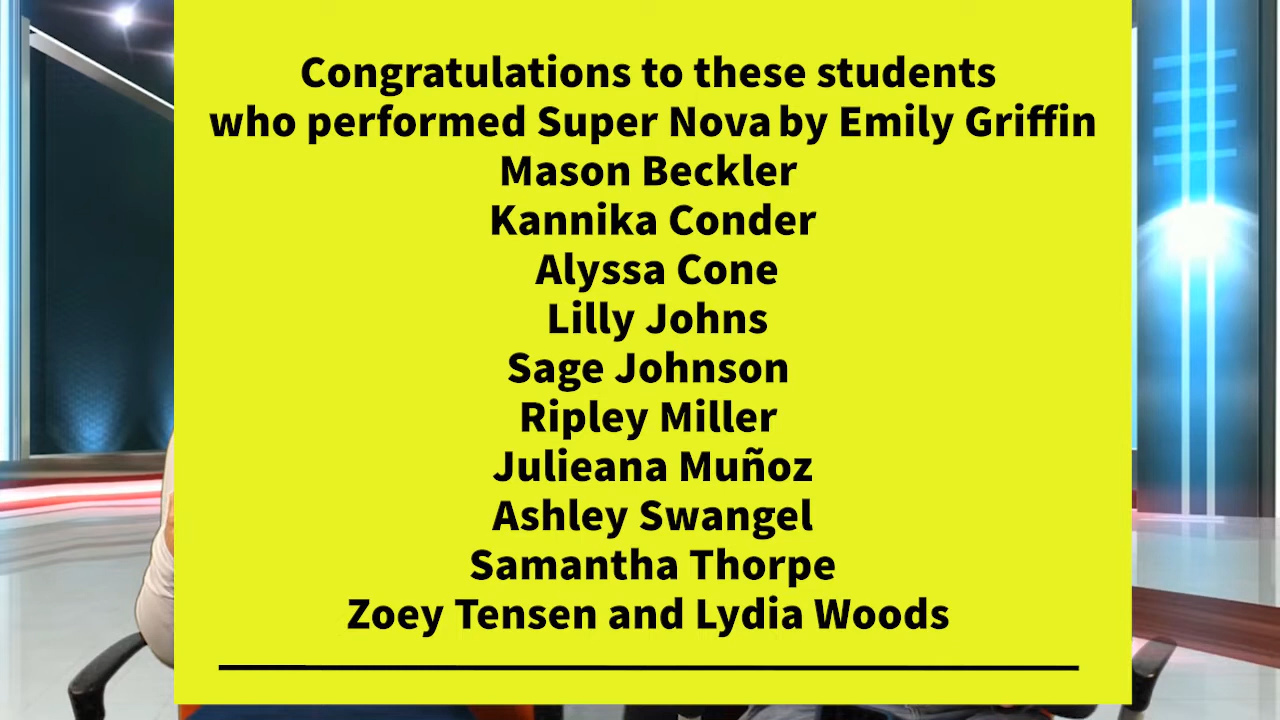 Congratulations to these students
who performed Super Nova by Emily Griffin
Mason Beckler
Kannika Conder
Alyssa Cone
Lilly Johns
Sage Johnson
Ripley Miller
Julieana Muñoz
Ashley Swangel
Samantha Thorpe
Zoey Tensen and Lydia Woods